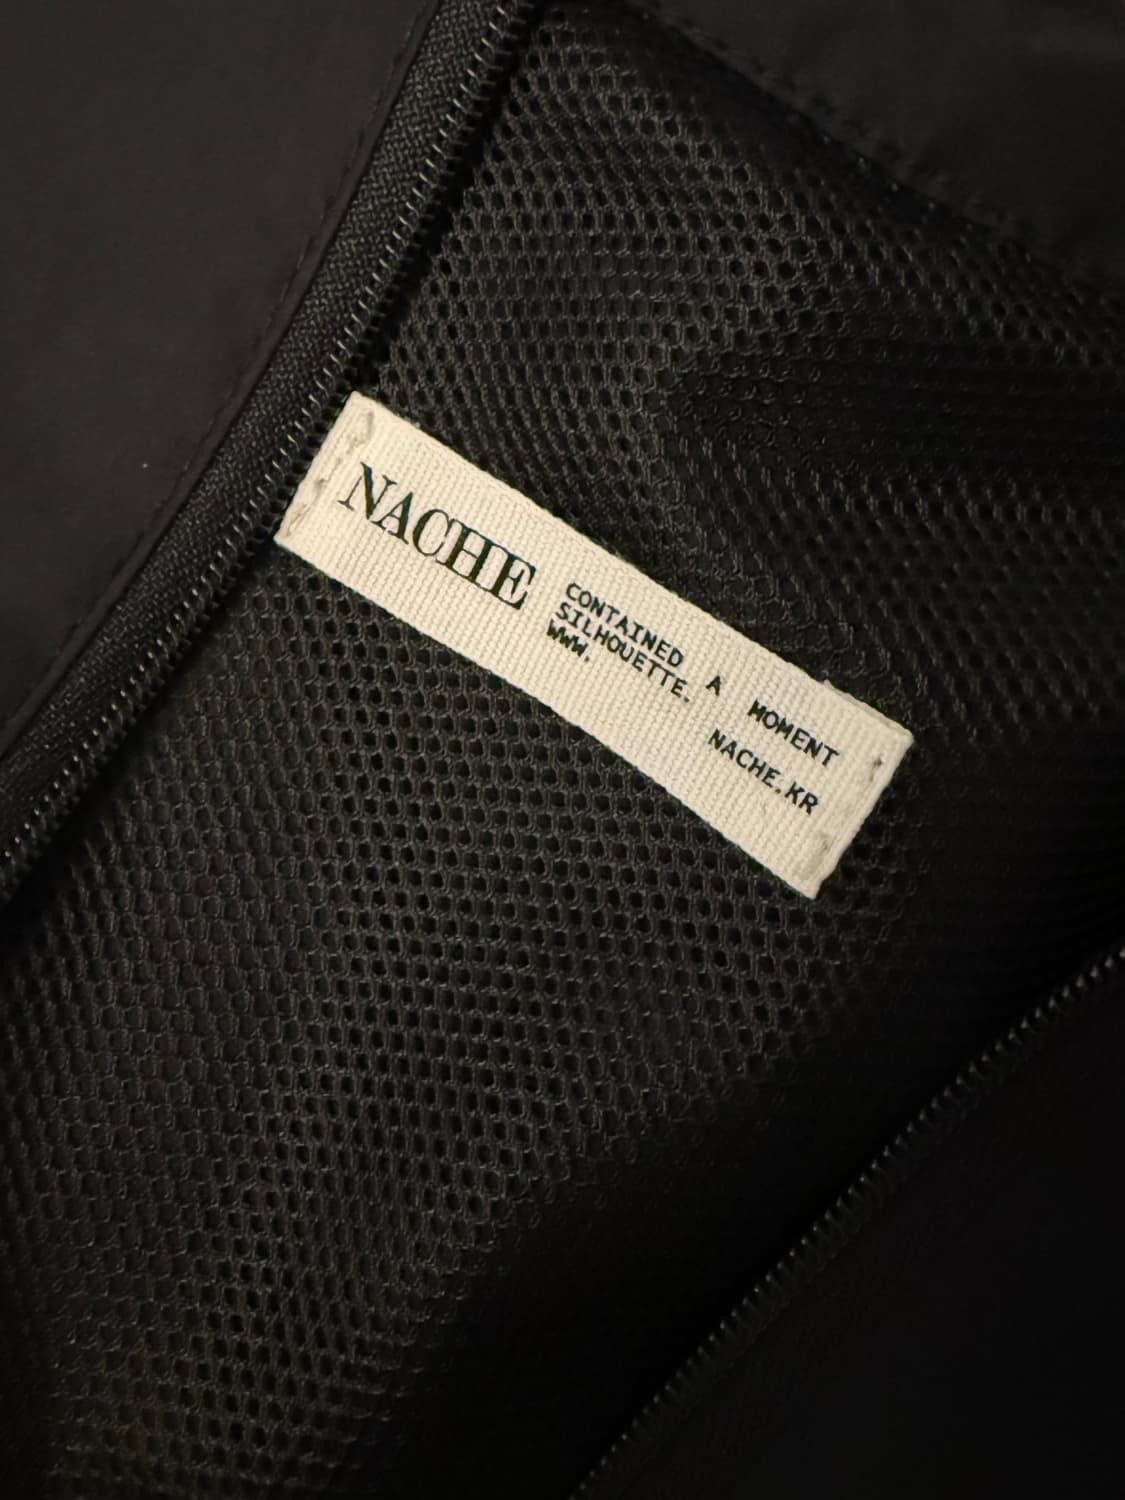 NACHE
CONTAINED A MOMENT
SILHOUETTE.
WWW. NACHE.KR